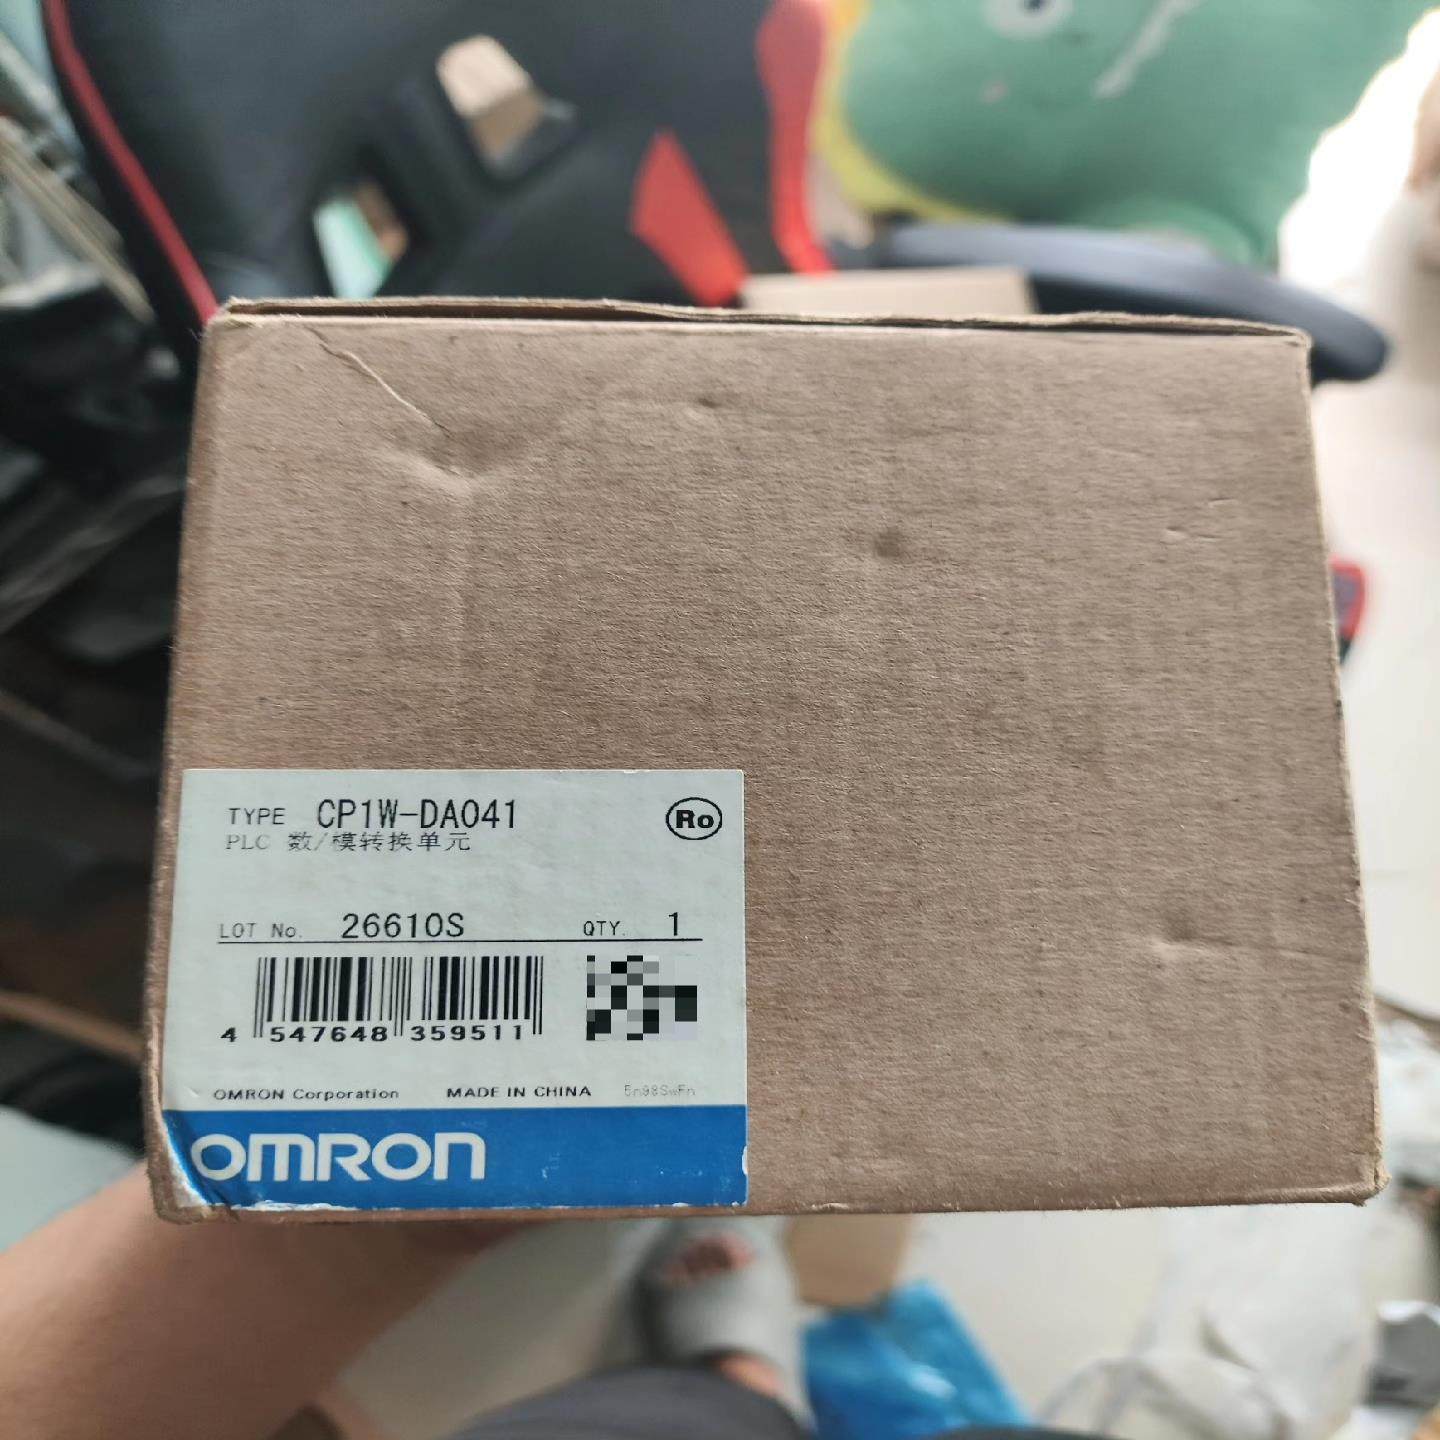 TYPE CP1W-DA041
Ro
PLC 数/模转换单元
LOT No. 26610S QTY. 1
4 547648 359511
OMRON Corporation MADE IN CHINA 5n98SwFn
OMRON